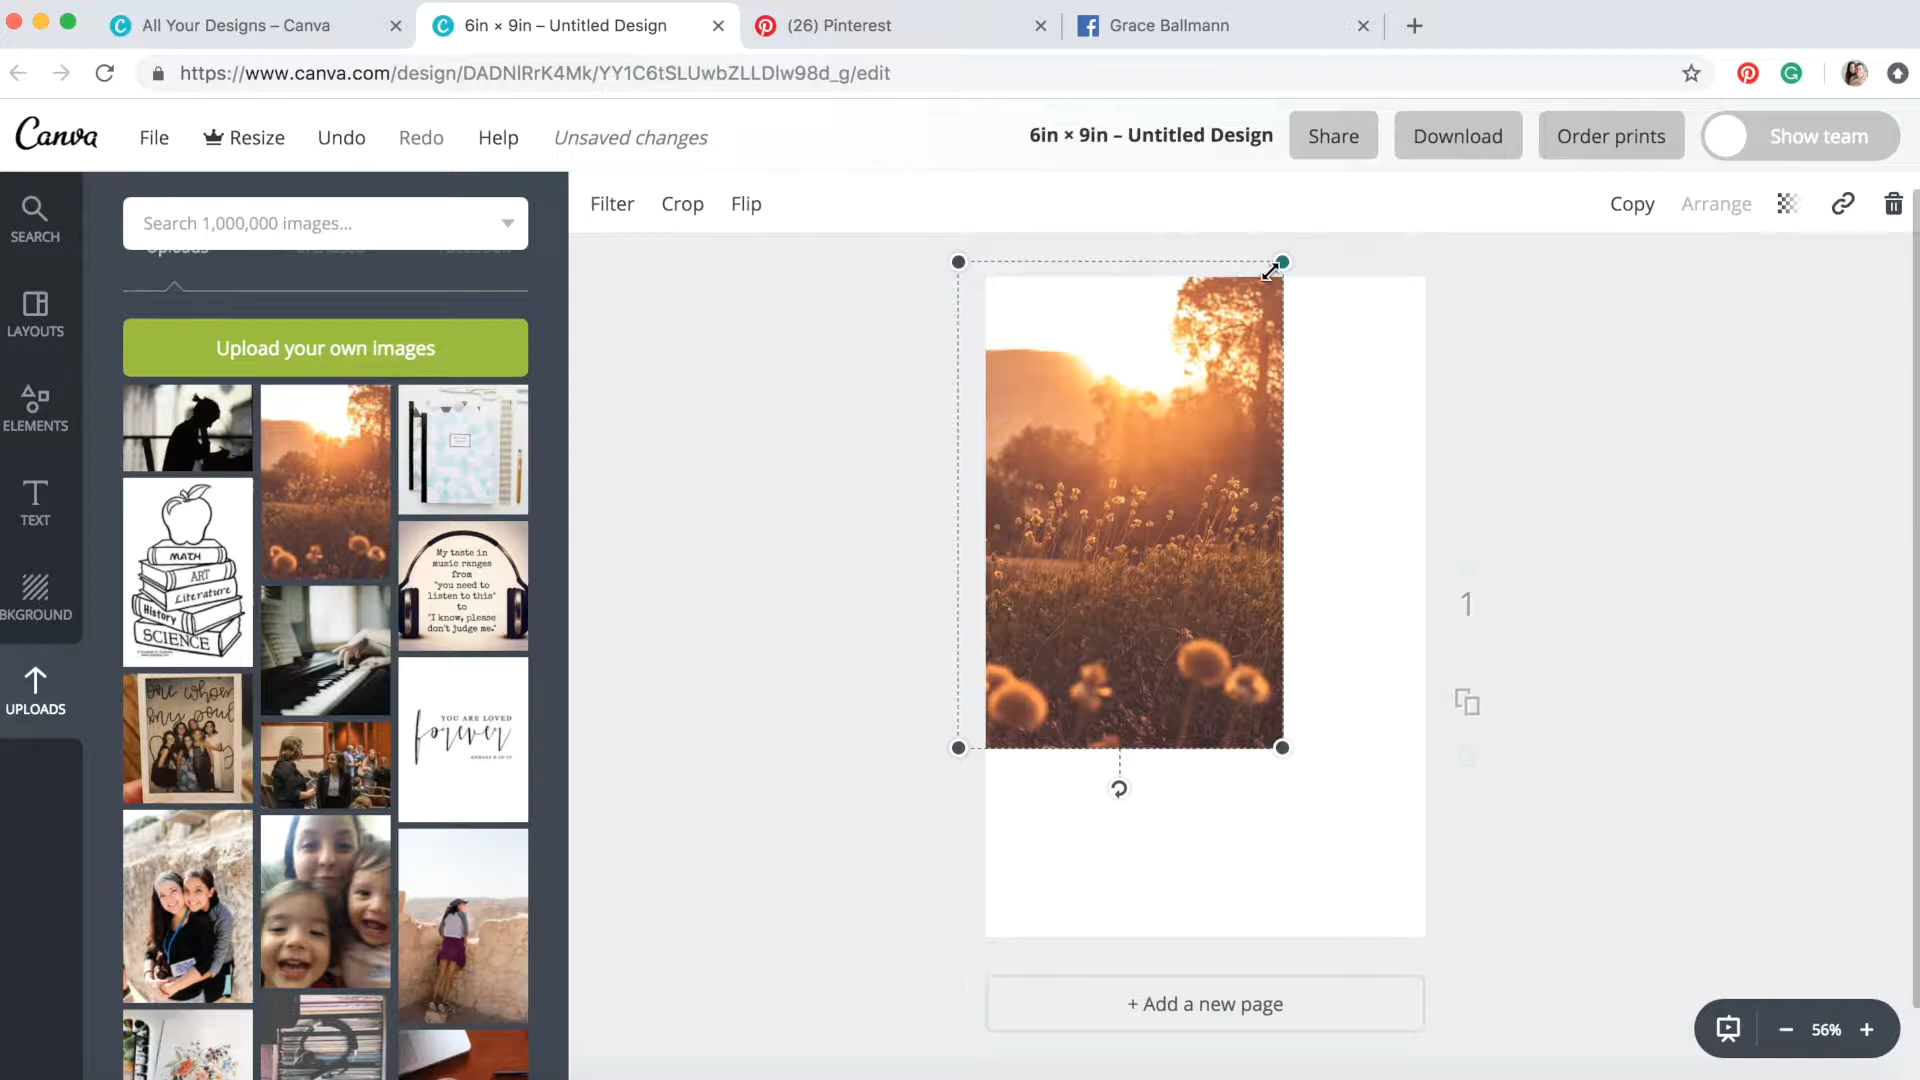 All Your Designs – Canva
6in × 9in – Untitled Design
(26) Pinterest
Grace Ballmann
https://www.canva.com/design/DADNlRrK4Mk/YY1C6tSLUwbZLLDlw98d_g/edit
Canva
File
Resize
Undo
Redo
Help
Unsaved changes
6in × 9in – Untitled Design
Share
Download
Order prints
Show team
Filter
Crop
Flip
Copy
Arrange
SEARCH
LAYOUTS
ELEMENTS
TEXT
BKGROUND
UPLOADS
Search 1,000,000 images...
Uploads
Upload your own images
MATH
ART
Literature
History
SCIENCE
My taste in
music ranges
from
"you need to
listen to this"
to
"I know, please
don't judge me."
my soul
YOU ARE LOVED
forever
1
+ Add a new page
56%